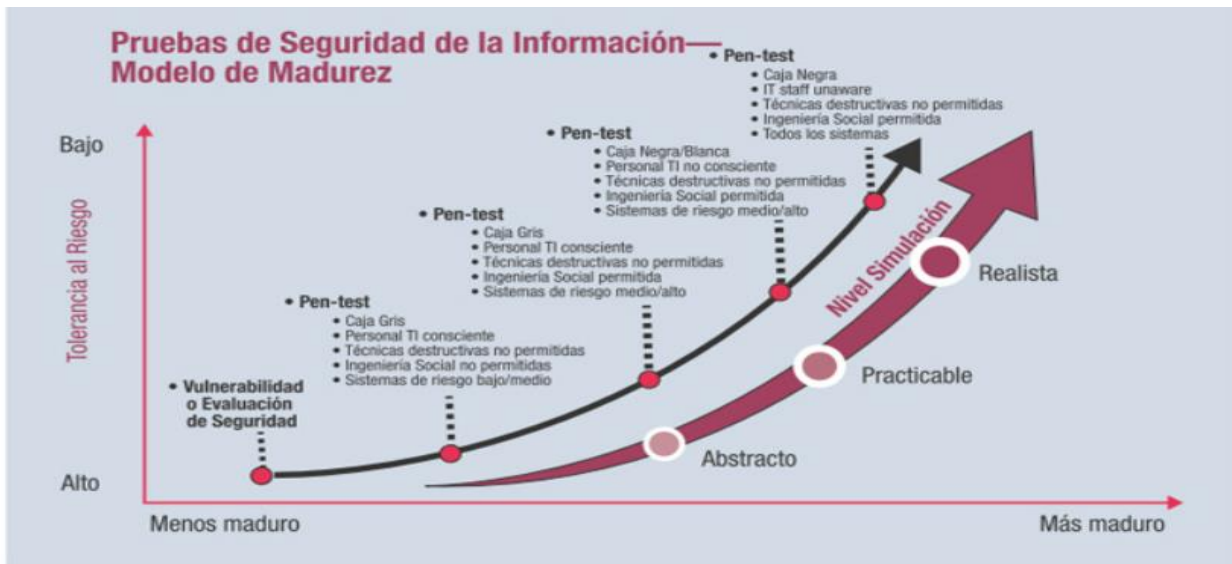 Pruebas de Seguridad de la Información—
Modelo de Madurez
• Pen-test
• Caja Negra
• IT staff unaware
• Técnicas destructivas no permitidas
• Ingeniería Social permitida
• Todos los sistemas
• Pen-test
• Caja Negra/Blanca
• Personal TI no consciente
• Técnicas destructivas no permitidas
• Ingeniería Social permitida
• Sistemas de riesgo medio/alto
• Pen-test
• Caja Gris
• Personal TI consciente
• Técnicas destructivas no permitidas
• Ingeniería Social permitida
• Sistemas de riesgo medio/alto
• Pen-test
• Caja Gris
• Personal TI consciente
• Técnicas destructivas no permitidas
• Ingeniería Social no permitidas
• Sistemas de riesgo bajo/medio
• Vulnerabilidad
o Evaluación
de Seguridad
Bajo
Tolerancia al Riesgo
Alto
Nivel Simulación
Realista
Practicable
Abstracto
Menos maduro
Más maduro